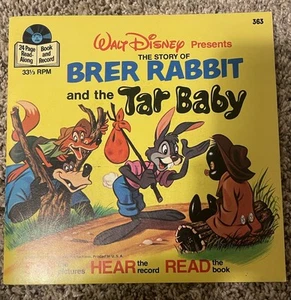 363
WALT DISNEY Presents
24 Page
Read-
Along
Book
and
Record
33⅓ RPM
THE STORY OF
BRER RABBIT
and the Tar Baby
Printed in U.S.A.
pictures HEAR the record READ the book